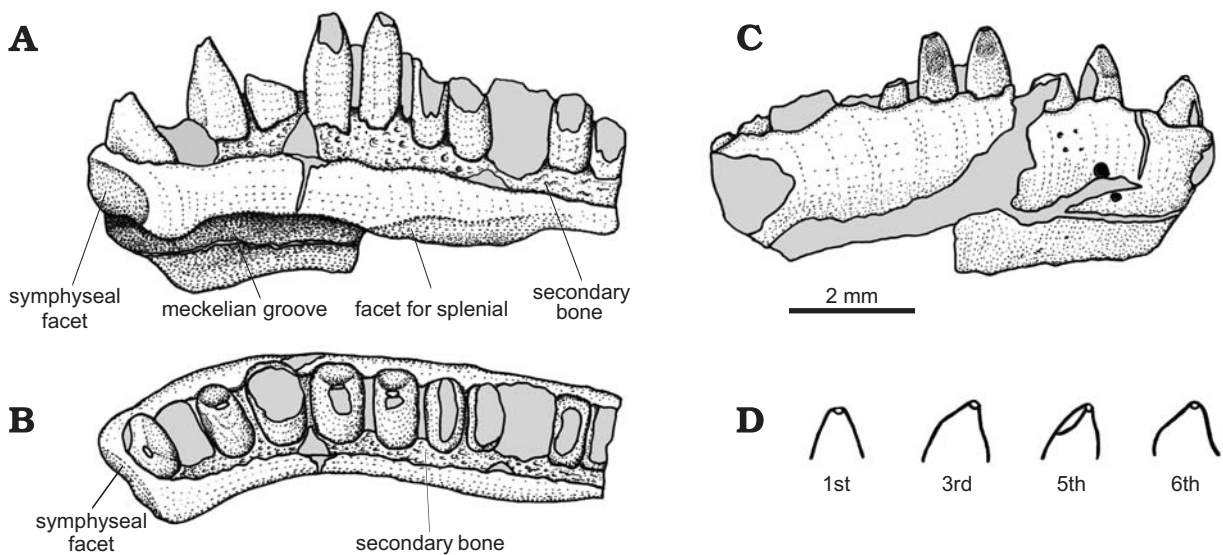 A
C
symphyseal
facet
meckelian groove
facet for splenial
secondary
bone
2 mm
B
symphyseal
facet
secondary bone
D
1st
3rd
5th
6th